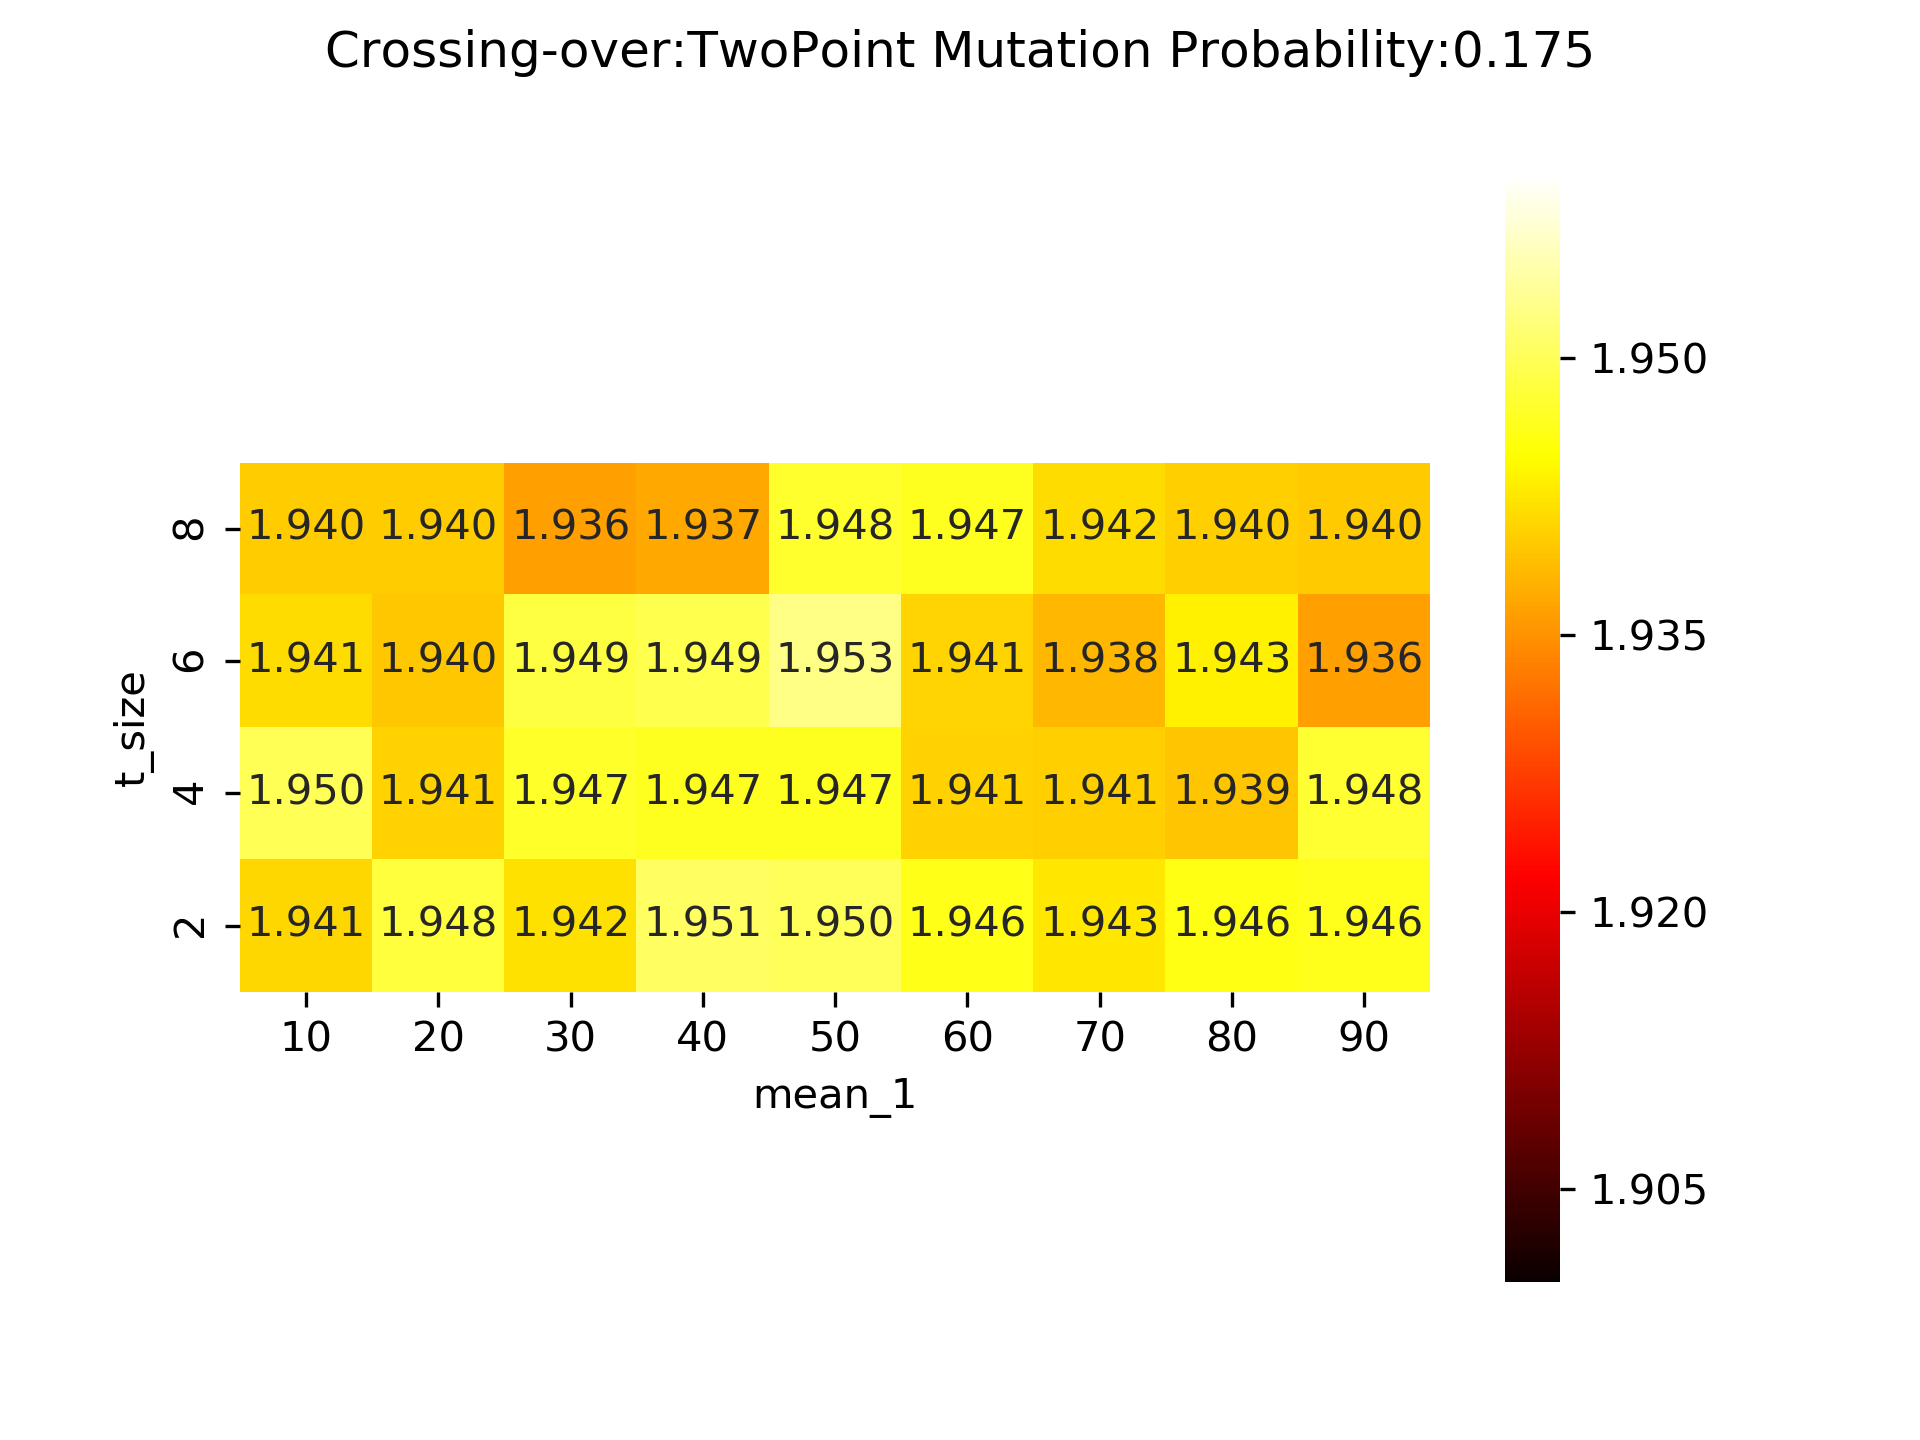 Crossing-over:TwoPoint Mutation Probability:0.175
1.950
1.935
1.920
1.905
t_size
8 1.940 1.940 1.936 1.937 1.948 1.947 1.942 1.940 1.940
6 1.941 1.940 1.949 1.949 1.953 1.941 1.938 1.943 1.936
4 1.950 1.941 1.947 1.947 1.947 1.941 1.941 1.939 1.948
2 1.941 1.948 1.942 1.951 1.950 1.946 1.943 1.946 1.946
10 20 30 40 50 60 70 80 90
mean_1